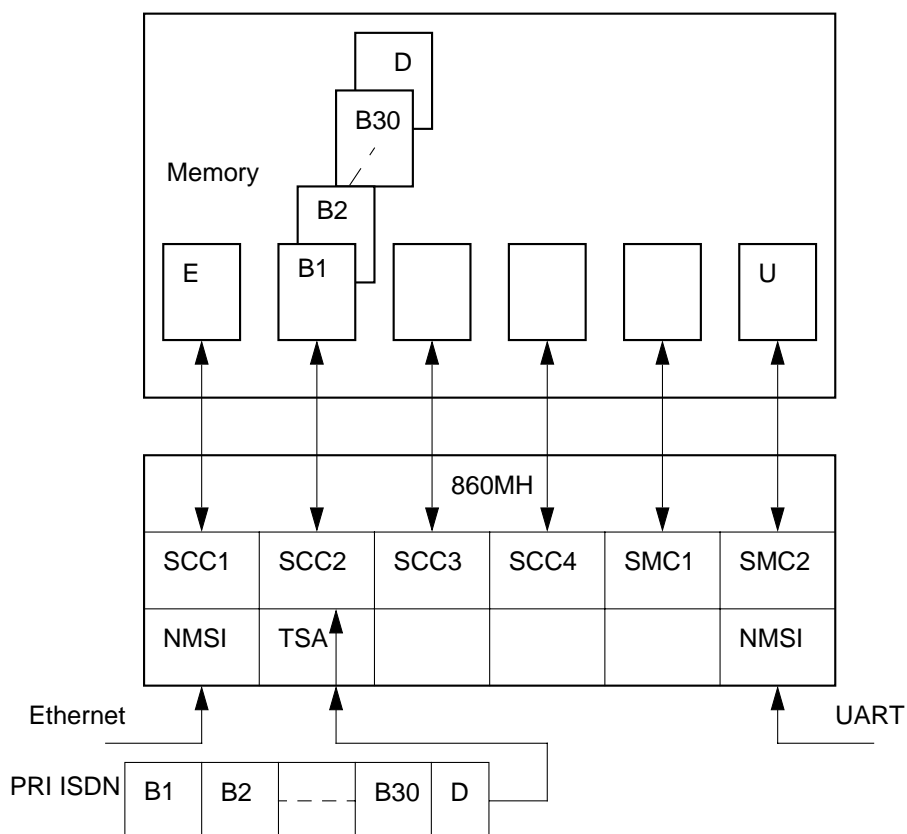 D
B30
Memory
B2
E
B1
U
860MH
SCC1 SCC2 SCC3 SCC4 SMC1 SMC2
NMSI TSA NMSI
Ethernet UART
PRI ISDN B1 B2 B30 D